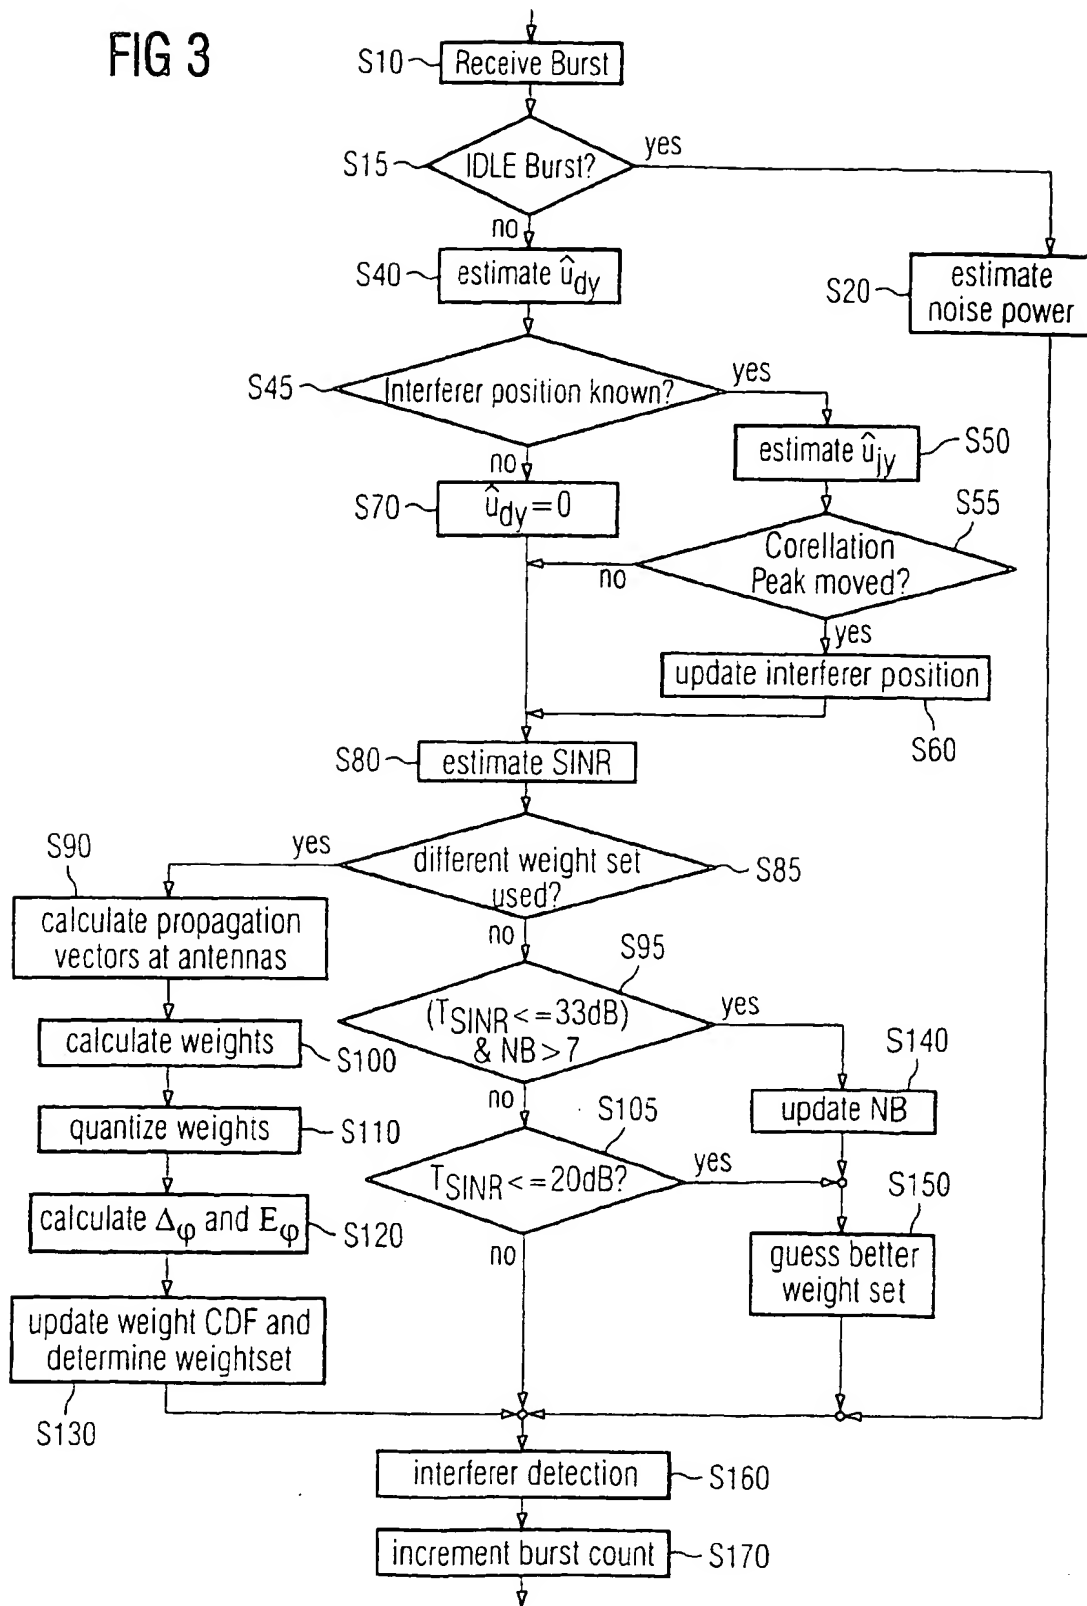 FIG 3
S10
Receive Burst
S15
IDLE Burst?
yes
no
S40
estimate û_dy
S20
estimate
noise power
S45
Interferer position known?
yes
no
estimate û_jy
S50
S70
û_dy=0
S55
Corellation
Peak moved?
no
yes
update interferer position
S60
S80
estimate SINR
S90
yes
different weight set
used?
S85
no
calculate propagation
vectors at antennas
S95
(T_SINR<=33dB)
& NB>7
yes
no
calculate weights
S100
S140
update NB
quantize weights
S110
S105
T_SINR<=20dB?
yes
no
S150
calculate Δ_φ and E_φ
S120
guess better
weight set
update weight CDF and
determine weightset
S130
interferer detection
S160
increment burst count
S170